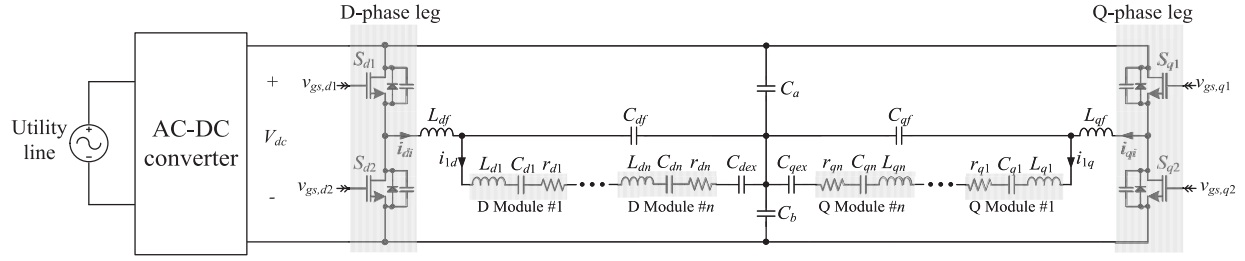 D-phase leg
Q-phase leg
Utility line
AC-DC converter
+
V_dc
-
v_gs,d1
S_d1
v_gs,d2
S_d2
i_di
L_df
i_1d
C_df
L_d1 C_d1 r_d1
D Module #1
L_dn C_dn r_dn
D Module #n
C_dex
C_a
C_b
C_qex
C_qf
r_qn C_qn L_qn
Q Module #n
r_q1 C_q1 L_q1
Q Module #1
i_1q
L_qf
i_qi
S_q1
v_gs,q1
S_q2
v_gs,q2